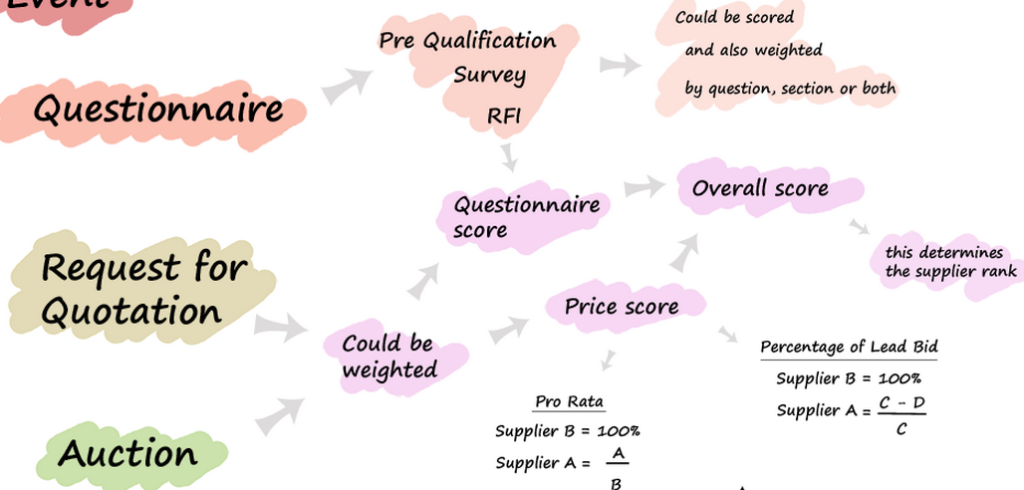 Event
Pre Qualification
Survey
RFI
Could be scored
and also weighted
by question, section or both
Questionnaire
Questionnaire
score
Overall score
this determines
the supplier rank
Request for
Quotation
Price score
Could be
weighted
Percentage of Lead Bid
Supplier B = 100%
Supplier A = C - D
C
Pro Rata
Supplier B = 100%
Supplier A = A
B
Auction